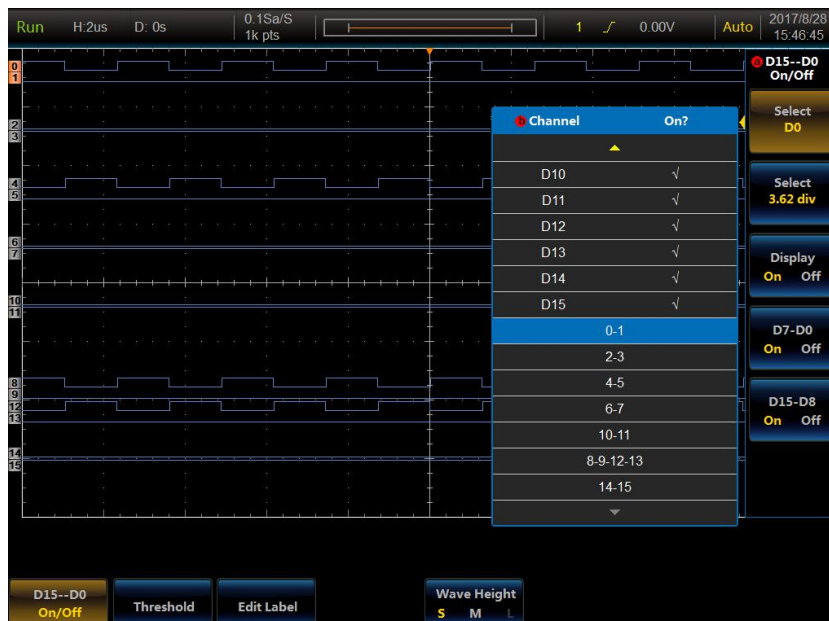 Run H:2us D: 0s 0.1Sa/S 1 0.00V Auto 2017/8/28
1k pts 15:46:45
a D15--D0
On/Off
Select
D0
Select
3.62 div
Display
On Off
D7-D0
On Off
D15-D8
On Off
0
1
2
3
4
5
6
7
10
11
8
9
12
13
14
15
b Channel On?
D10 √
D11 √
D12 √
D13 √
D14 √
D15 √
0-1
2-3
4-5
6-7
10-11
8-9-12-13
14-15
D15--D0
On/Off
Threshold
Edit Label
Wave Height
S M L